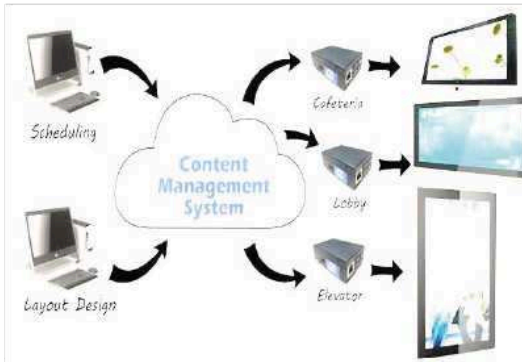 Scheduling
Layout Design
Content
Management
System
Cafeteria
Lobby
Elevator